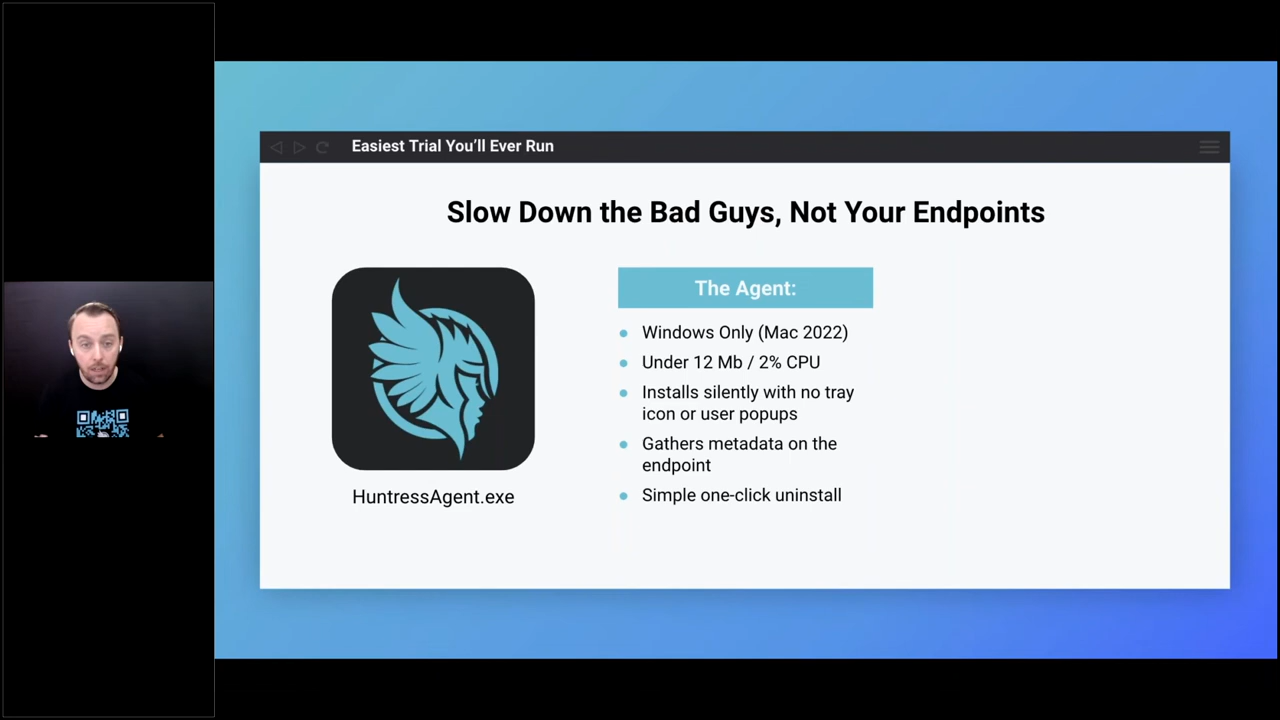 Easiest Trial You'll Ever Run
Slow Down the Bad Guys, Not Your Endpoints
HuntressAgent.exe
The Agent:
Windows Only (Mac 2022)
Under 12 Mb / 2% CPU
Installs silently with no tray
icon or user popups
Gathers metadata on the
endpoint
Simple one-click uninstall